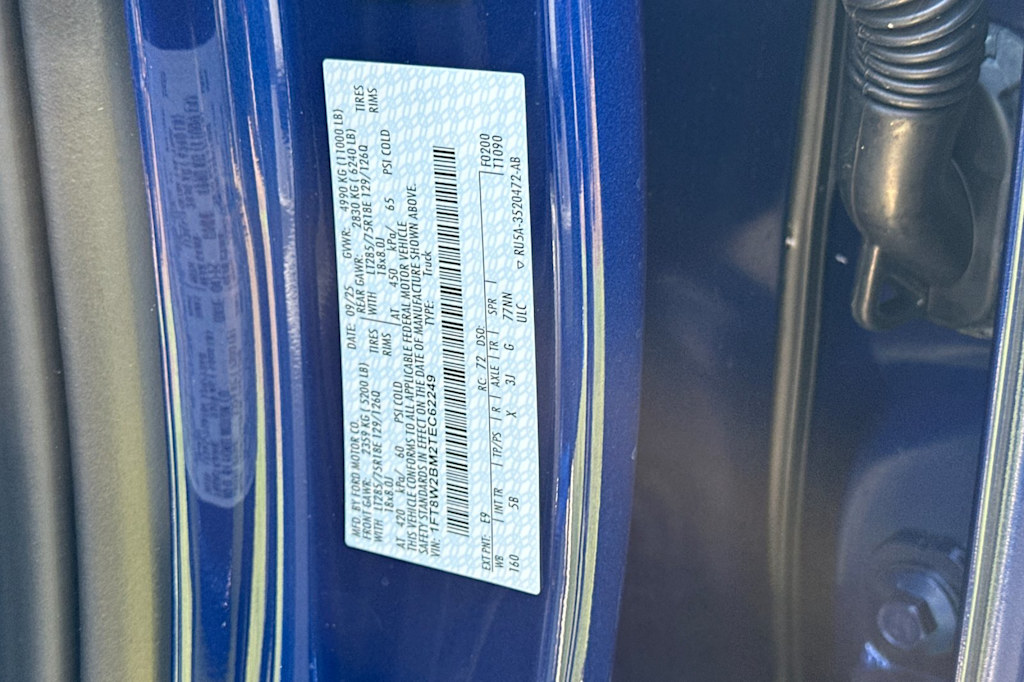 MFD. BY FORD MOTOR CO.
DATE: 09/25 GVWR: 4990 KG (11000 LB)
FRONT GAWR: 2359 KG ( 5200 LB)
REAR GAWR: 2830 KG ( 6240 LB)
WITH LT285/75R18E 129/126Q TIRES
WITH LT285/75R18E 129/126Q TIRES
18x8.0J RIMS
18x8.0J RIMS
AT 420 kPa/ 60 PSI COLD
AT 450 kPa/ 65 PSI COLD
THIS VEHICLE CONFORMS TO ALL APPLICABLE FEDERAL MOTOR VEHICLE
SAFETY STANDARDS IN EFFECT ON THE DATE OF MANUFACTURE SHOWN ABOVE.
VIN: 1FT8W2BM2TEC62249 TYPE: Truck
F0200
T1090
EXT PNT: E9 RC: 72 DSO:
WB INT TR TP/PS R AXLE TR SPR
160 5B X 3J G 77NN
ULC
▽ RU5A-3520472-AB